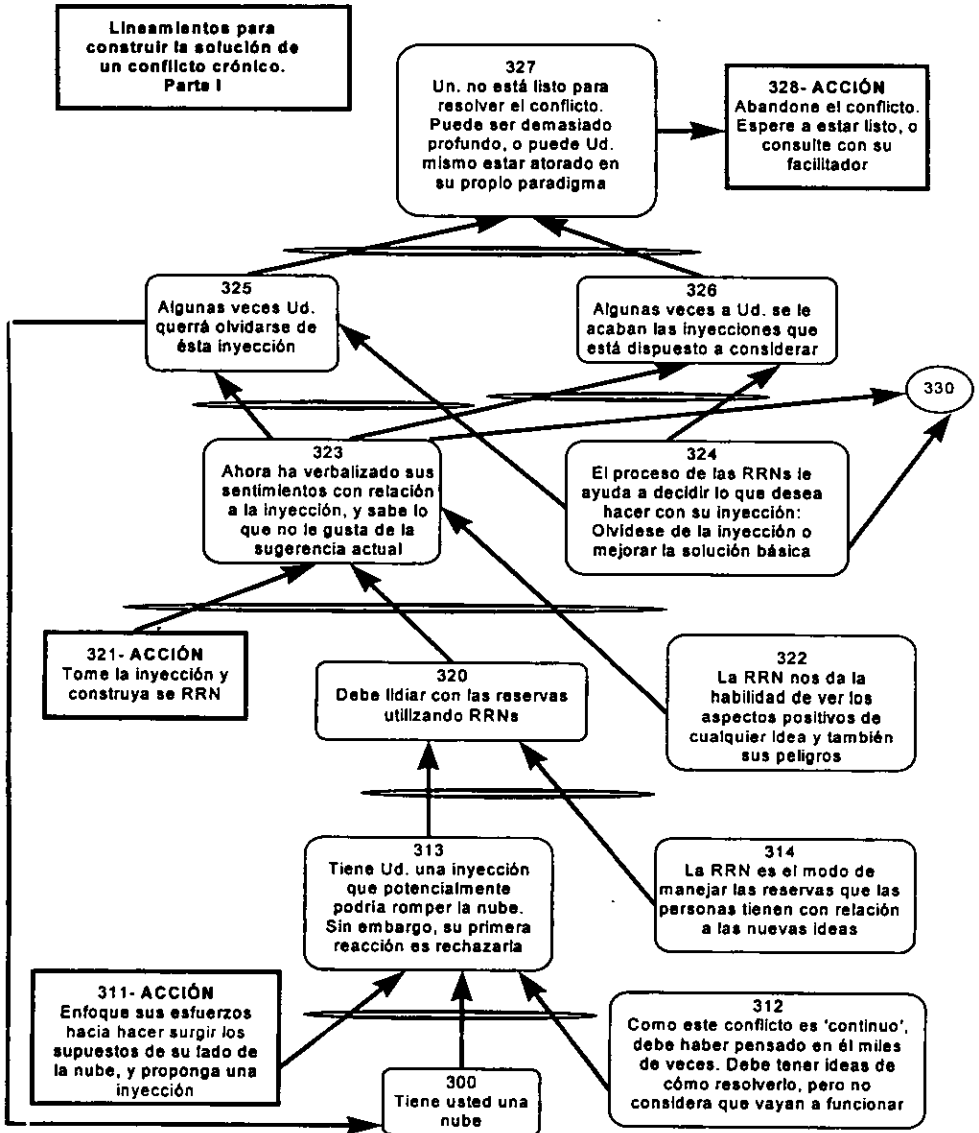 Lineamientos para
construir la solución de
un conflicto crónico.
Parte I
327
Un. no está listo para
resolver el conflicto.
Puede ser demasiado
profundo, o puede Ud.
mismo estar atorado en
su propio paradigma
328- ACCIÓN
Abandone el conflicto.
Espere a estar listo, o
consulte con su
facilitador
325
Algunas veces Ud.
querrá olvidarse de
ésta inyección
326
Algunas veces a Ud. se le
acaban las inyecciones que
está dispuesto a considerar
330
323
Ahora ha verbalizado sus
sentimientos con relación
a la inyección, y sabe lo
que no le gusta de la
sugerencia actual
324
El proceso de las RRNs le
ayuda a decidir lo que desea
hacer con su inyección:
Olvídese de la inyección o
mejorar la solución básica
321- ACCIÓN
Tome la inyección y
construya se RRN
320
Debe lidiar con las reservas
utilizando RRNs
322
La RRN nos da la
habilidad de ver los
aspectos positivos de
cualquier idea y también
sus peligros
313
Tiene Ud. una inyección
que potencialmente
podría romper la nube.
Sin embargo, su primera
reacción es rechazarla
314
La RRN es el modo de
manejar las reservas que las
personas tienen con relación
a las nuevas ideas
311- ACCIÓN
Enfoque sus esfuerzos
hacia hacer surgir los
supuestos de su lado de
la nube, y proponga una
inyección
300
Tiene usted una
nube
312
Como este conflicto es 'continuo',
debe haber pensado en él miles
de veces. Debe tener ideas de
cómo resolverlo, pero no
considera que vayan a funcionar